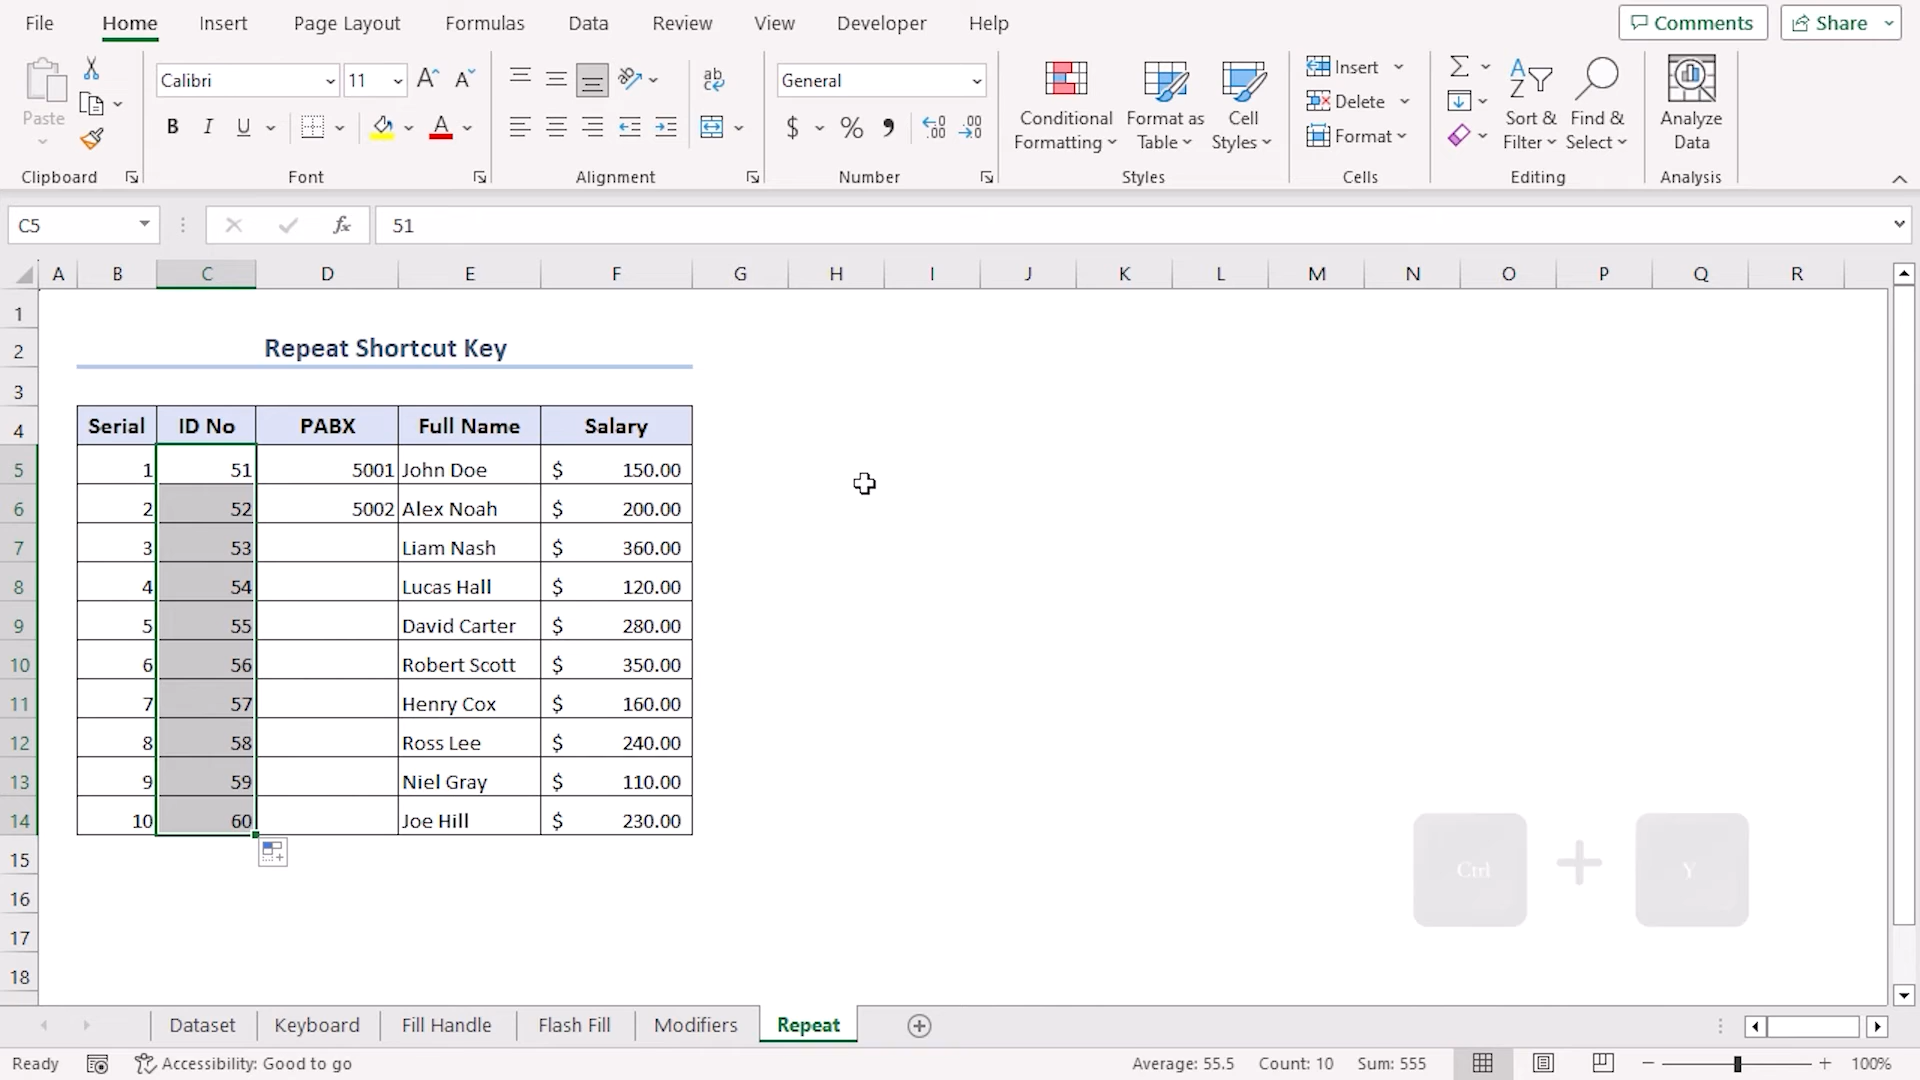 File Home Insert Page Layout Formulas Data Review View Developer Help Comments Share
Paste
Clipboard
Calibri 11
B I U A
Font
ab
Alignment
General
$ % 9 .00 .00
Number
Conditional Formatting
Format as Table
Cell Styles
Styles
Insert
Delete
Format
Cells
Σ
Sort & Filter
Find & Select
Editing
Analyze Data
Analysis
C5 fx 51
A B C D E F G H I J K L M N O P Q R
1
2 Repeat Shortcut Key
3
4 Serial ID No PABX Full Name Salary
5 1 51 5001 John Doe $ 150.00
6 2 52 5002 Alex Noah $ 200.00
7 3 53 Liam Nash $ 360.00
8 4 54 Lucas Hall $ 120.00
9 5 55 David Carter $ 280.00
10 6 56 Robert Scott $ 350.00
11 7 57 Henry Cox $ 160.00
12 8 58 Ross Lee $ 240.00
13 9 59 Niel Gray $ 110.00
14 10 60 Joe Hill $ 230.00
15
16
17
18
Ctrl + Y
Dataset Keyboard Fill Handle Flash Fill Modifiers Repeat
Ready Accessibility: Good to go Average: 55.5 Count: 10 Sum: 555 100%